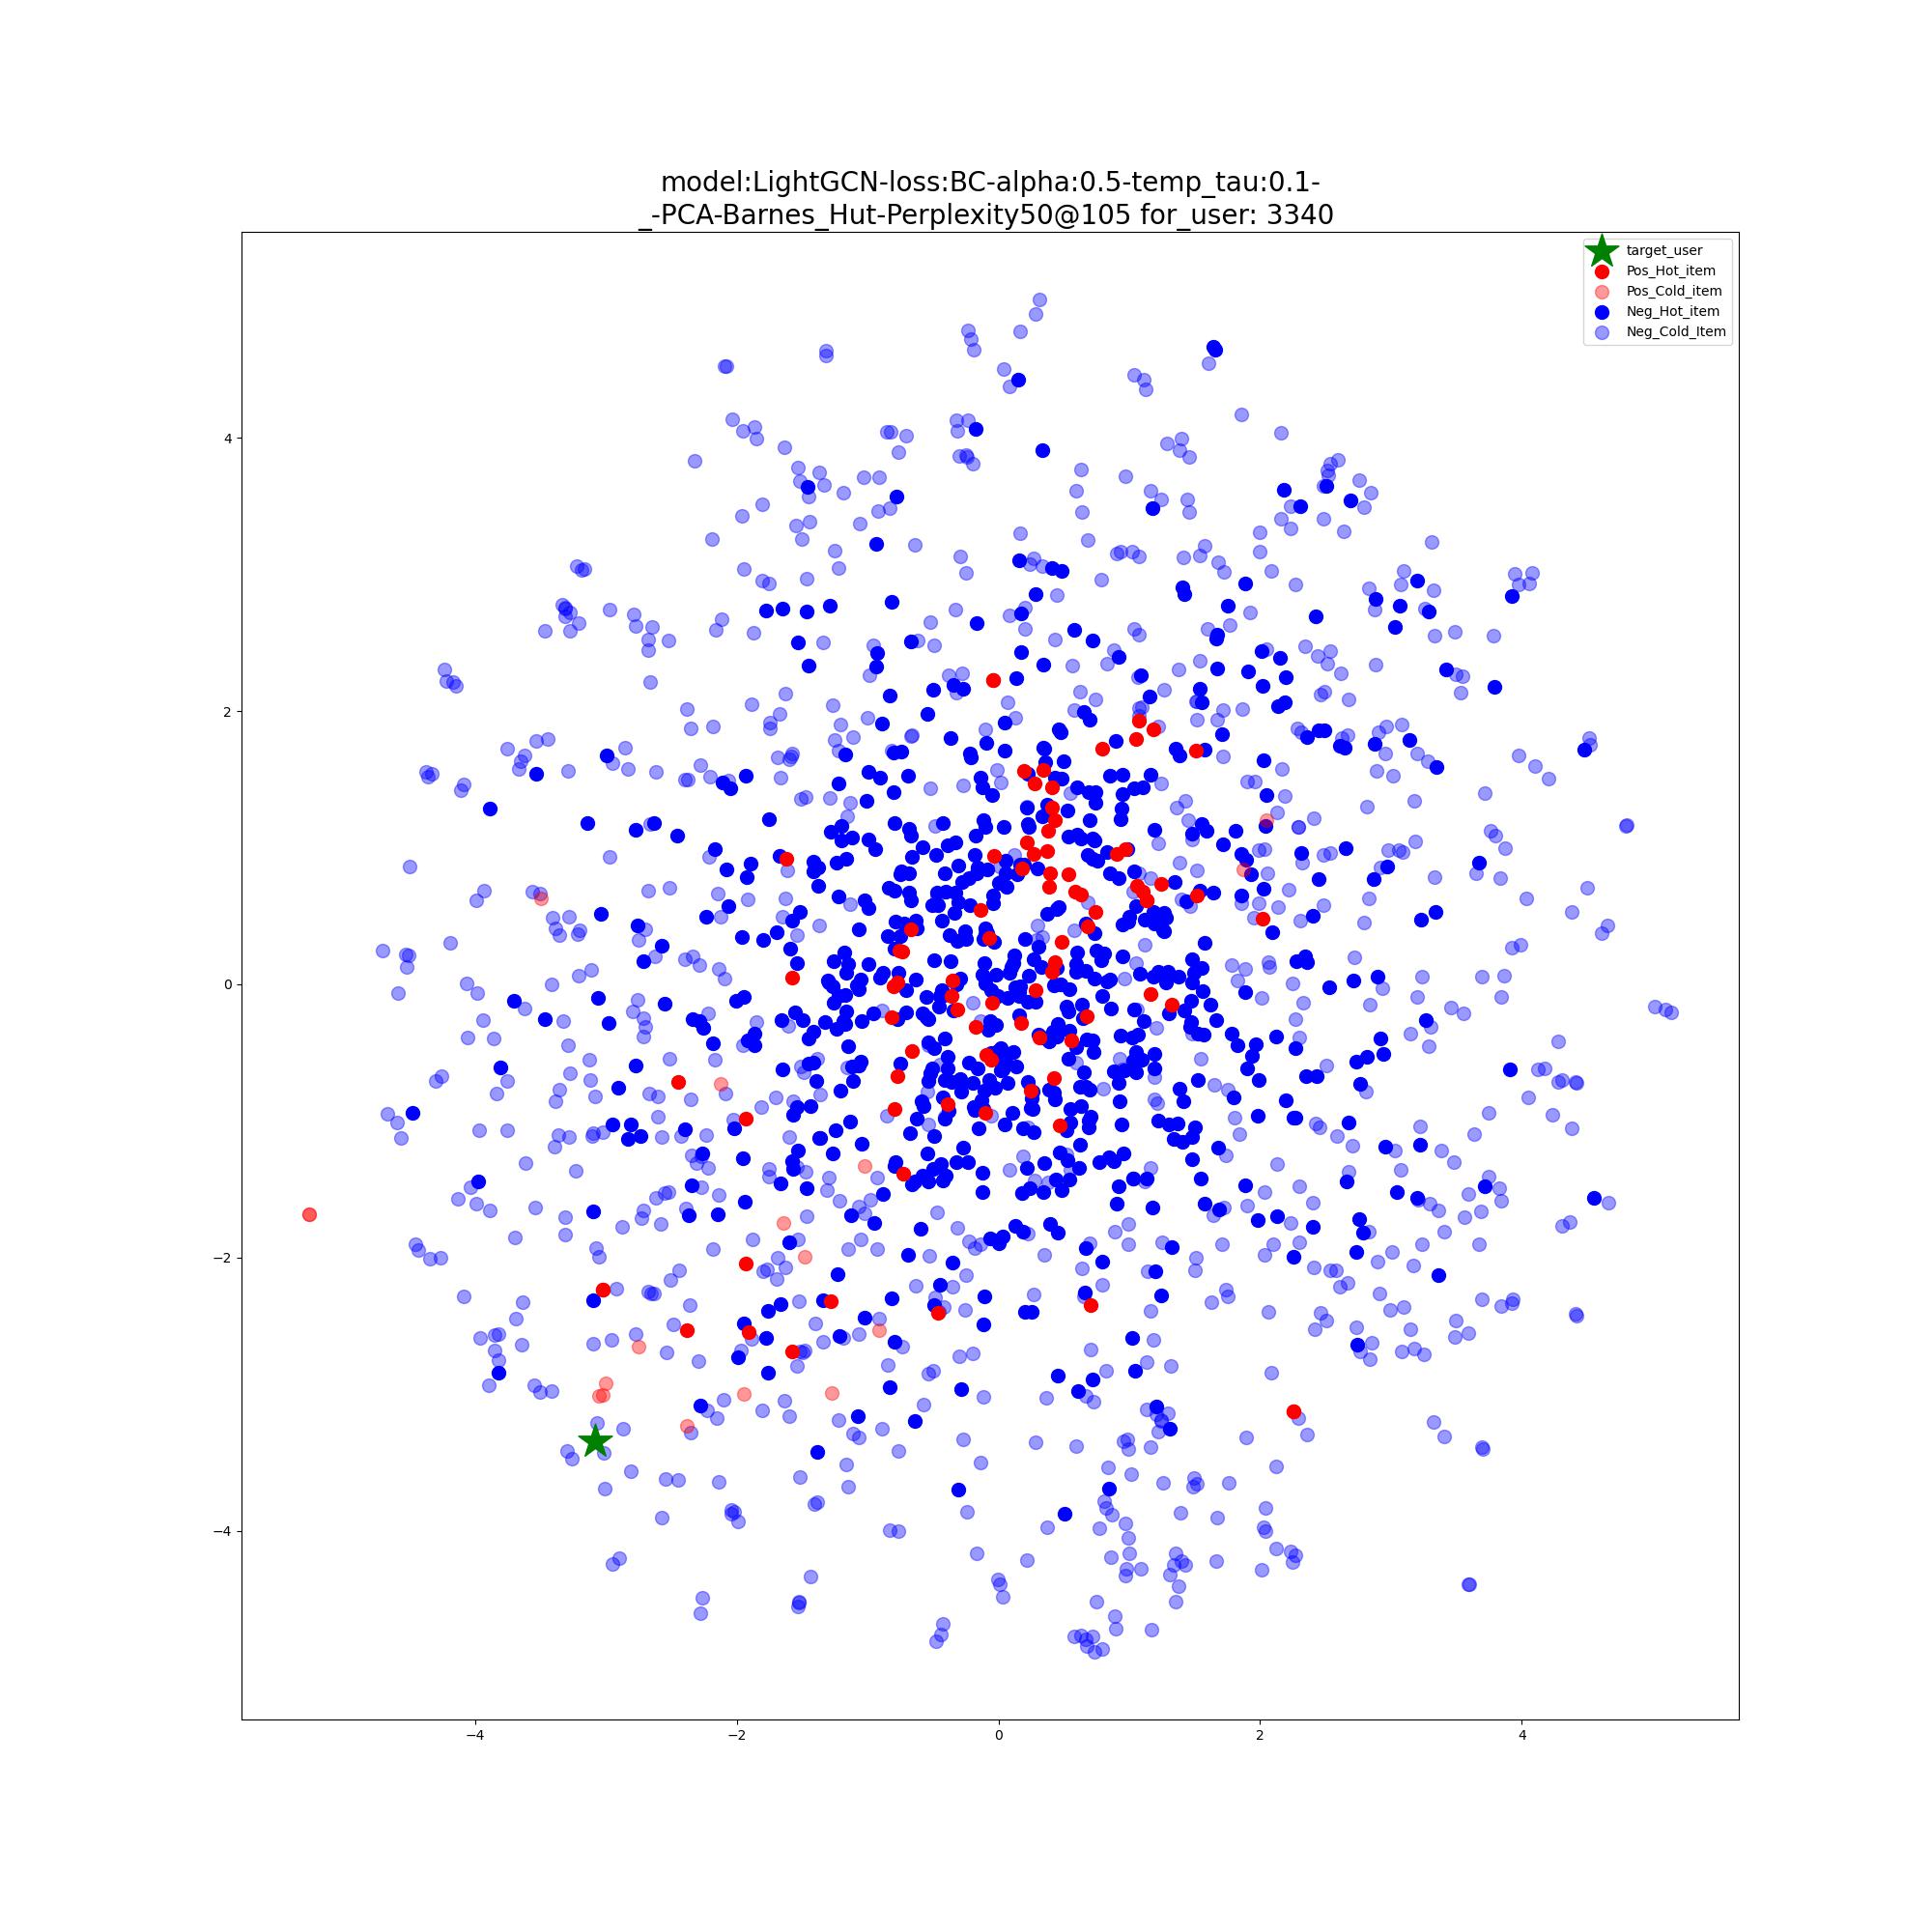 model:LightGCN-loss:BC-alpha:0.5-temp_tau:0.1-
_-PCA-Barnes_Hut-Perplexity50@105 for_user: 3340
target_user
Pos_Hot_item
Pos_Cold_item
Neg_Hot_item
Neg_Cold_Item
4
2
0
−2
−4
−4
−2
0
2
4